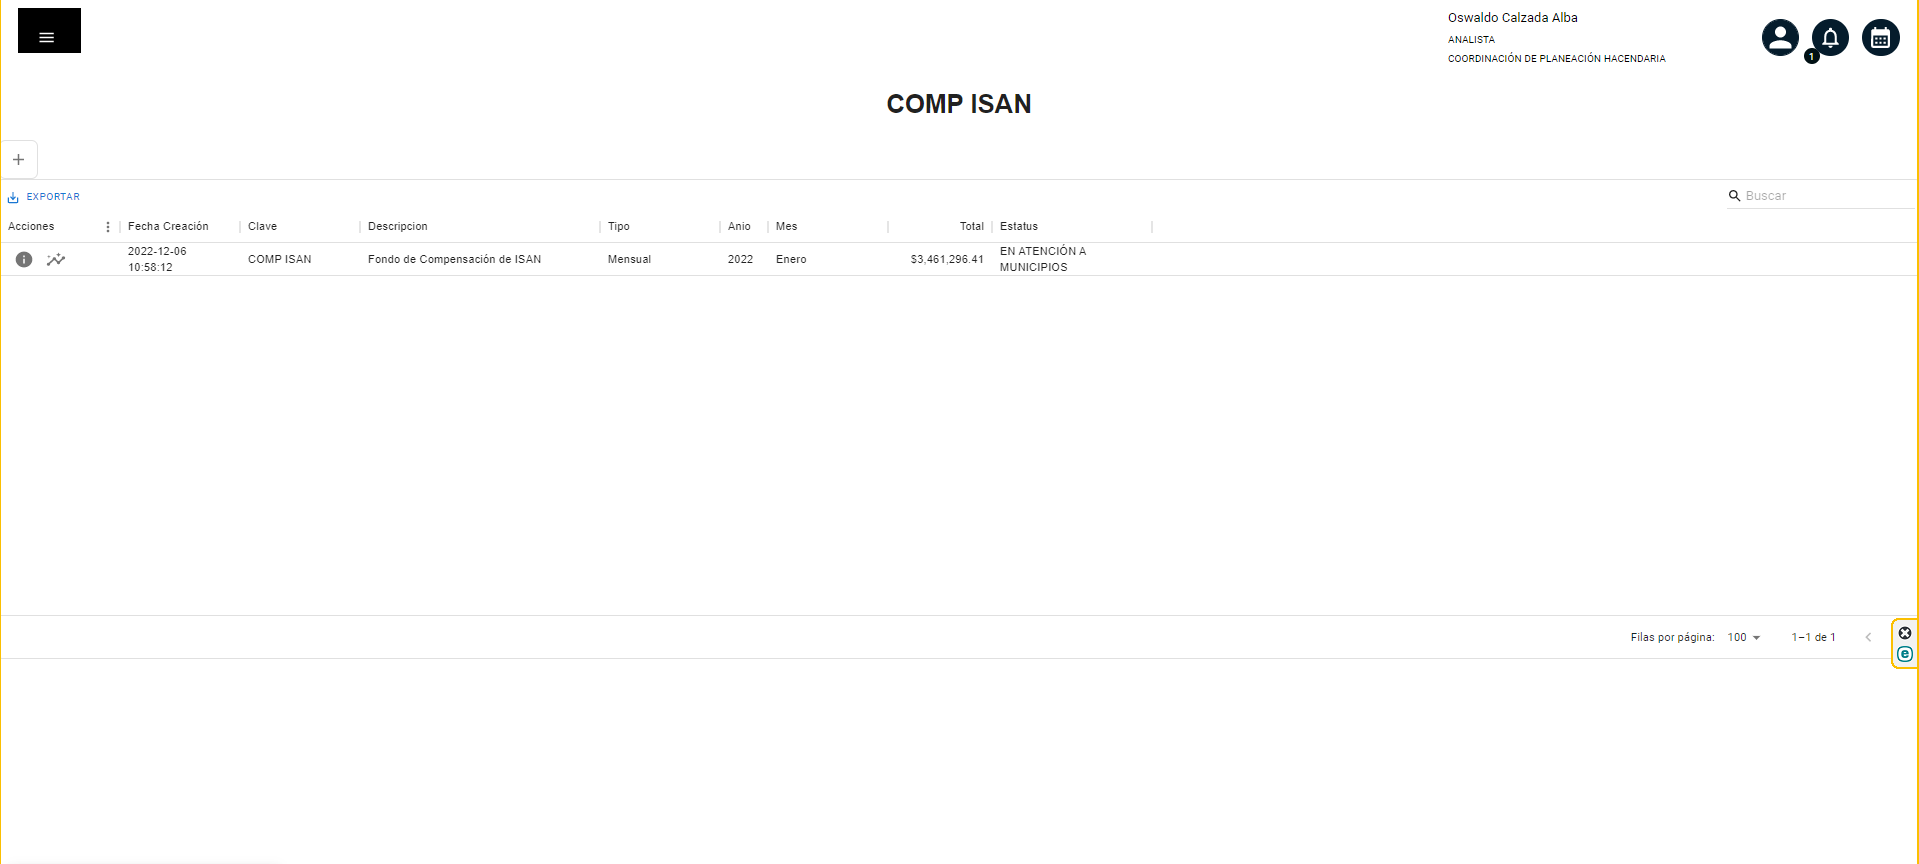 Oswaldo Calzada Alba
ANALISTA
COORDINACIÓN DE PLANEACIÓN HACENDARIA
1
COMP ISAN
EXPORTAR
Buscar
Acciones Fecha Creación Clave Descripcion Tipo Anio Mes Total Estatus
2022-12-06 10:58:12 COMP ISAN Fondo de Compensación de ISAN Mensual 2022 Enero $3,461,296.41 EN ATENCIÓN A MUNICIPIOS
Filas por página: 100 1–1 de 1
e